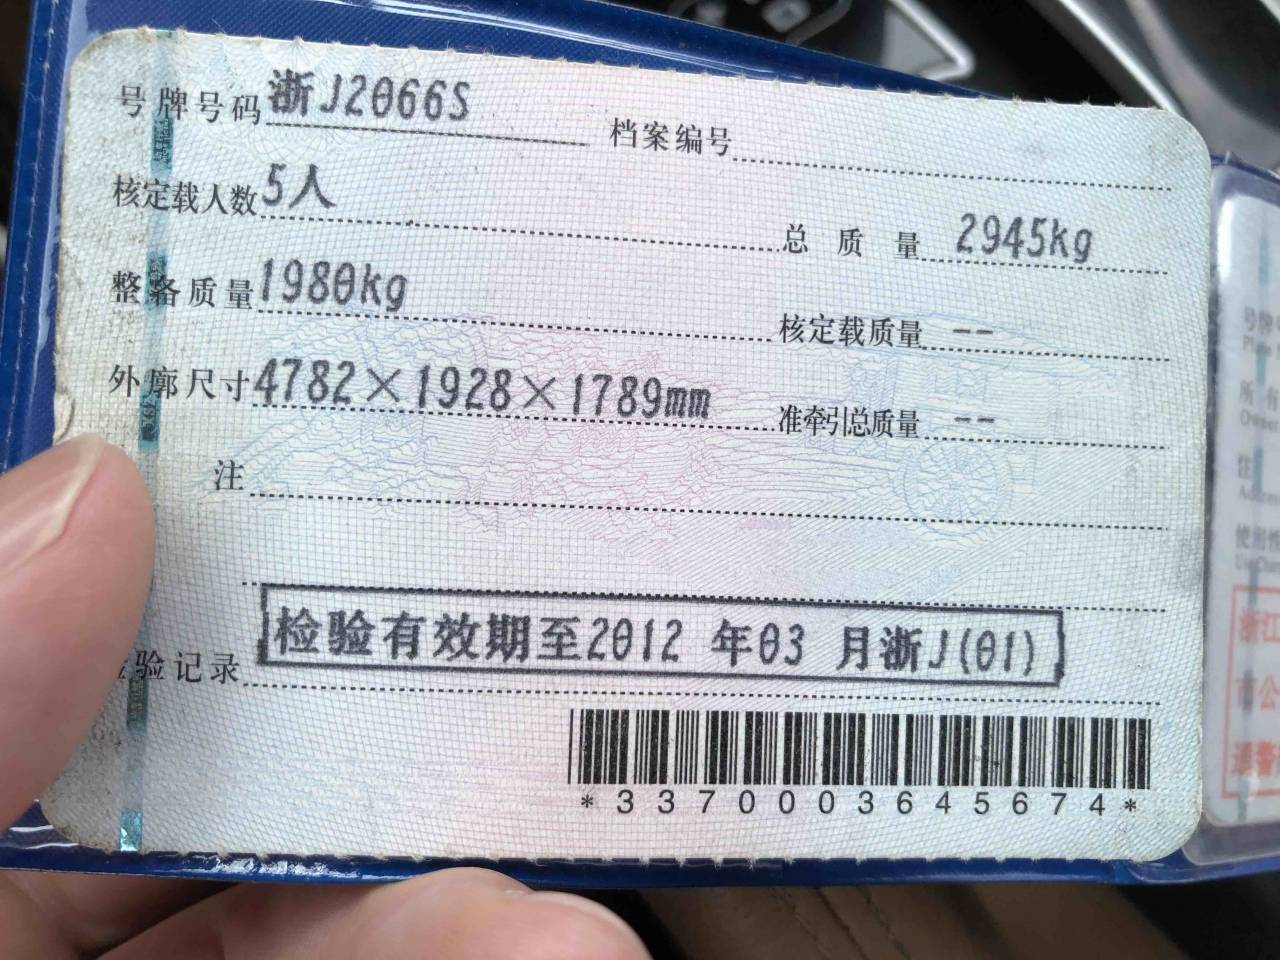 号牌号码 浙J2066S 档案编号
核定载人数 5人 总质量 2945kg
整备质量 1980kg 核定载质量 --
外廓尺寸 4782×1928×1789mm 准牵引总质量 --
注
检验有效期至2012 年03 月浙J(01)
验记录
*3370003645674*